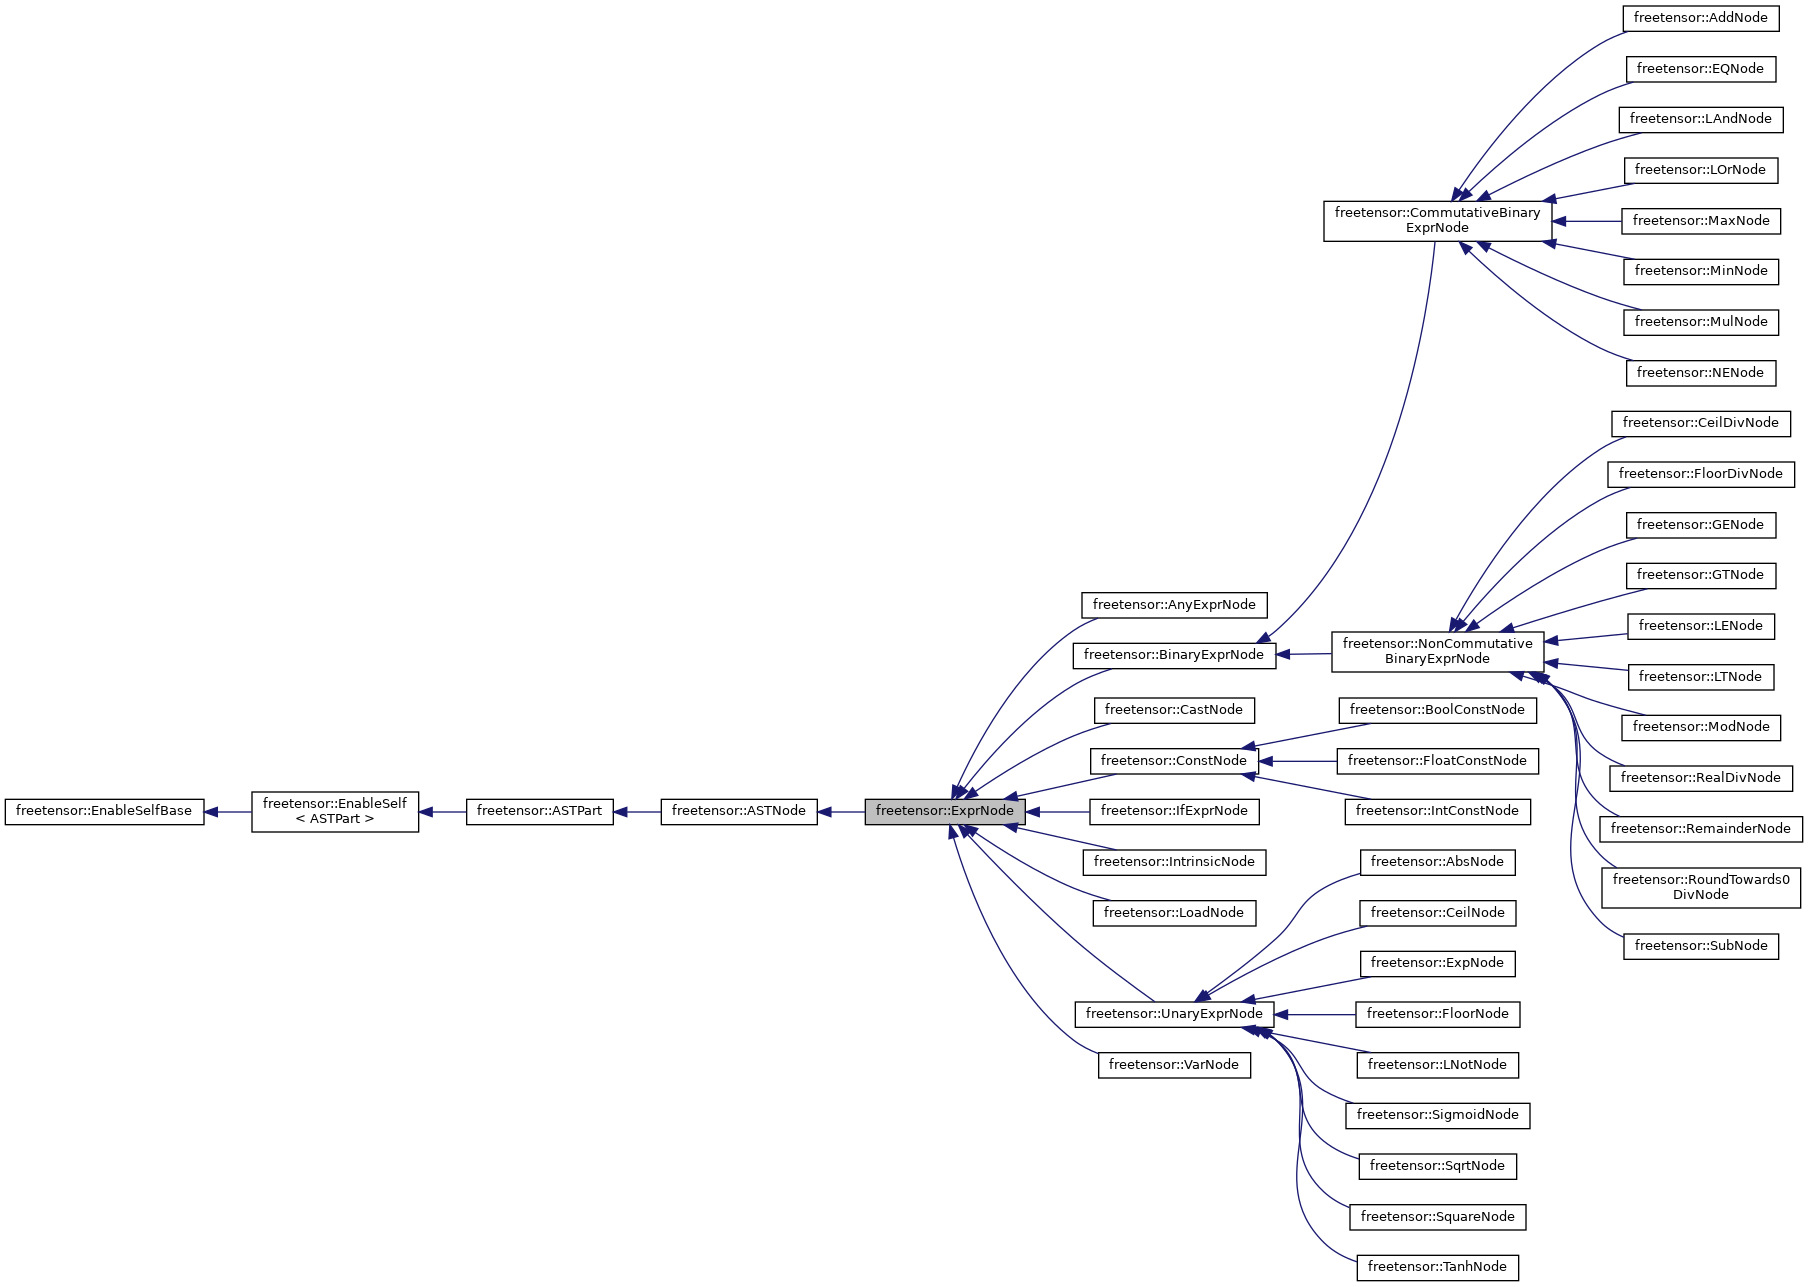 freetensor::EnableSelfBase
freetensor::EnableSelf
< ASTPart >
freetensor::ASTPart
freetensor::ASTNode
freetensor::ExprNode
freetensor::AnyExprNode
freetensor::BinaryExprNode
freetensor::CastNode
freetensor::ConstNode
freetensor::IfExprNode
freetensor::IntrinsicNode
freetensor::LoadNode
freetensor::UnaryExprNode
freetensor::VarNode
freetensor::CommutativeBinary
ExprNode
freetensor::NonCommutative
BinaryExprNode
freetensor::BoolConstNode
freetensor::FloatConstNode
freetensor::IntConstNode
freetensor::AbsNode
freetensor::CeilNode
freetensor::ExpNode
freetensor::FloorNode
freetensor::LNotNode
freetensor::SigmoidNode
freetensor::SqrtNode
freetensor::SquareNode
freetensor::TanhNode
freetensor::AddNode
freetensor::EQNode
freetensor::LAndNode
freetensor::LOrNode
freetensor::MaxNode
freetensor::MinNode
freetensor::MulNode
freetensor::NENode
freetensor::CeilDivNode
freetensor::FloorDivNode
freetensor::GENode
freetensor::GTNode
freetensor::LENode
freetensor::LTNode
freetensor::ModNode
freetensor::RealDivNode
freetensor::RemainderNode
freetensor::RoundTowards0
DivNode
freetensor::SubNode